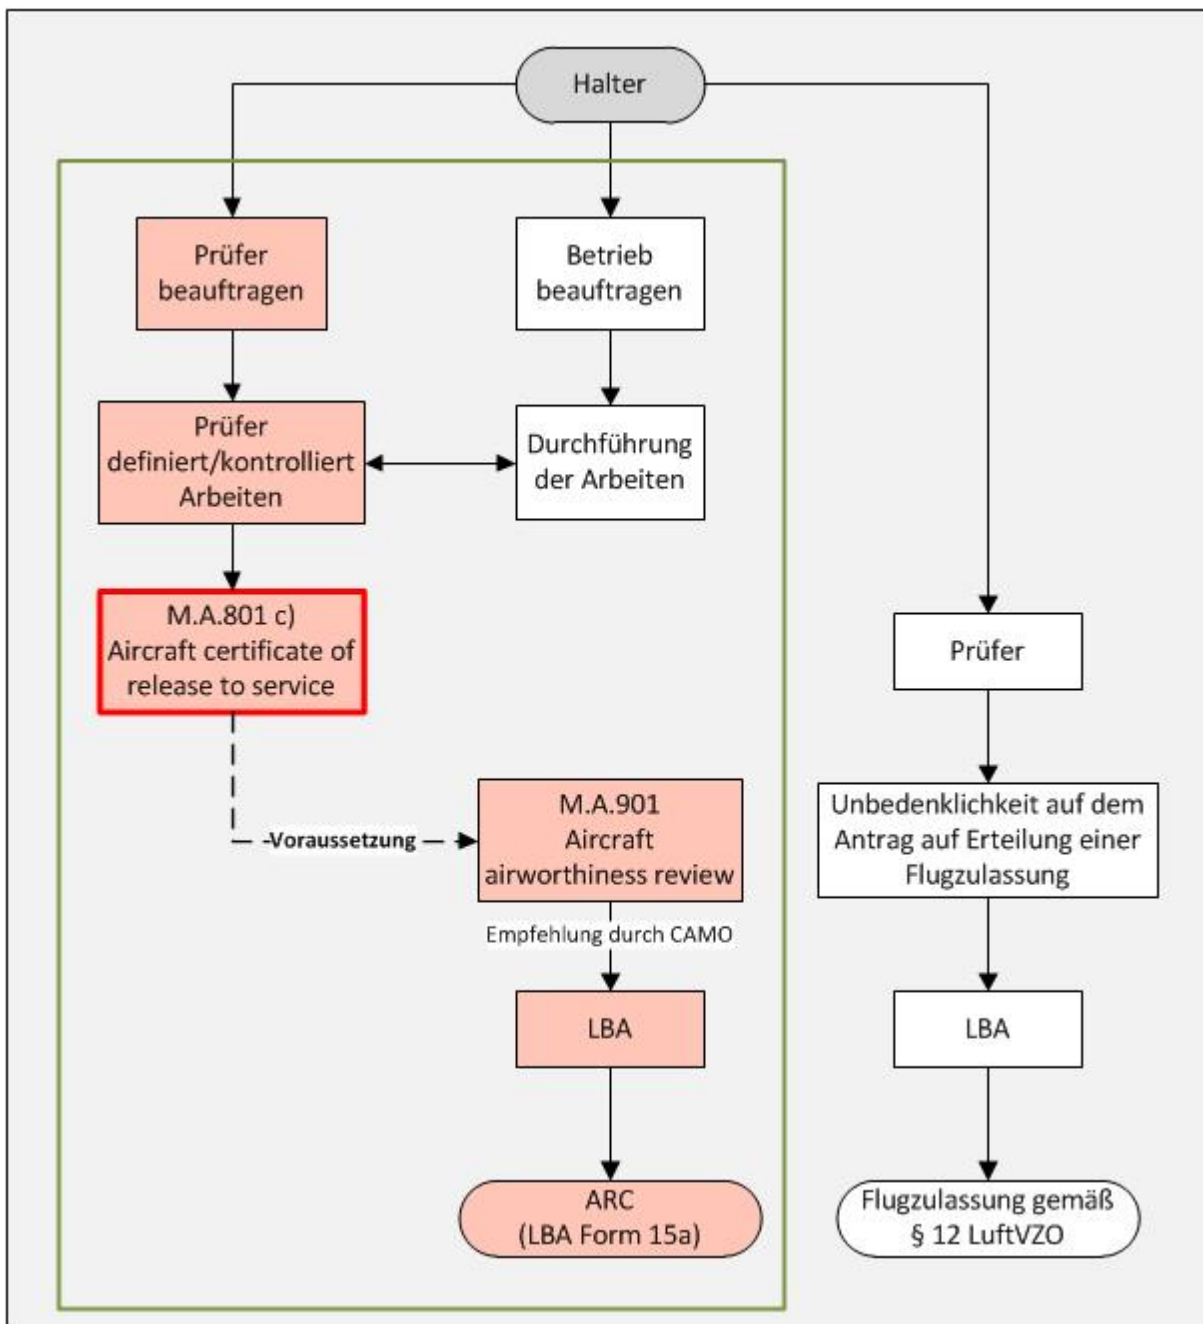 Halter
Prüfer
beauftragen
Betrieb
beauftragen
Prüfer
definiert/kontrolliert
Arbeiten
Durchführung
der Arbeiten
M.A.801 c)
Aircraft certificate of
release to service
-Voraussetzung
M.A.901
Aircraft
airworthiness review
Empfehlung durch CAMO
LBA
ARC
(LBA Form 15a)
Prüfer
Unbedenklichkeit auf dem
Antrag auf Erteilung einer
Flugzulassung
LBA
Flugzulassung gemäß
§ 12 LuftVZO